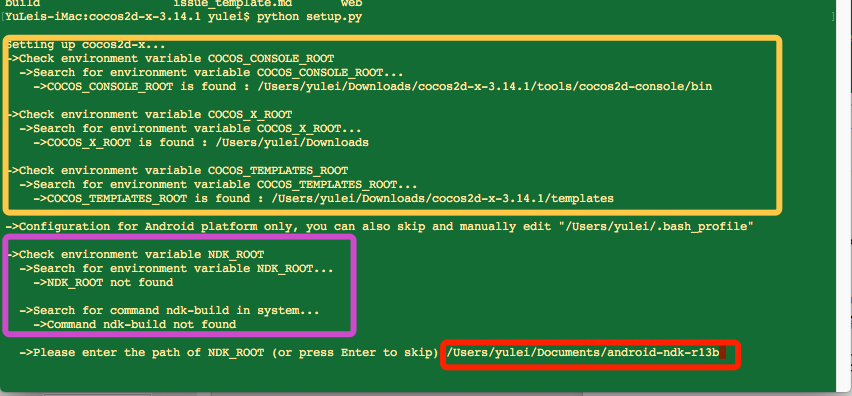 build issue_template.md web
[YuLeis-iMac:cocos2d-x-3.14.1 yulei$ python setup.py ]
Setting up cocos2d-x...
->Check environment variable COCOS_CONSOLE_ROOT
->Search for environment variable COCOS_CONSOLE_ROOT...
->COCOS_CONSOLE_ROOT is found : /Users/yulei/Downloads/cocos2d-x-3.14.1/tools/cocos2d-console/bin
->Check environment variable COCOS_X_ROOT
->Search for environment variable COCOS_X_ROOT...
->COCOS_X_ROOT is found : /Users/yulei/Downloads
->Check environment variable COCOS_TEMPLATES_ROOT
->Search for environment variable COCOS_TEMPLATES_ROOT...
->COCOS_TEMPLATES_ROOT is found : /Users/yulei/Downloads/cocos2d-x-3.14.1/templates
->Configuration for Android platform only, you can also skip and manually edit "/Users/yulei/.bash_profile"
->Check environment variable NDK_ROOT
->Search for environment variable NDK_ROOT...
->NDK_ROOT not found
->Search for command ndk-build in system...
->Command ndk-build not found
->Please enter the path of NDK_ROOT (or press Enter to skip) /Users/yulei/Documents/android-ndk-r13b